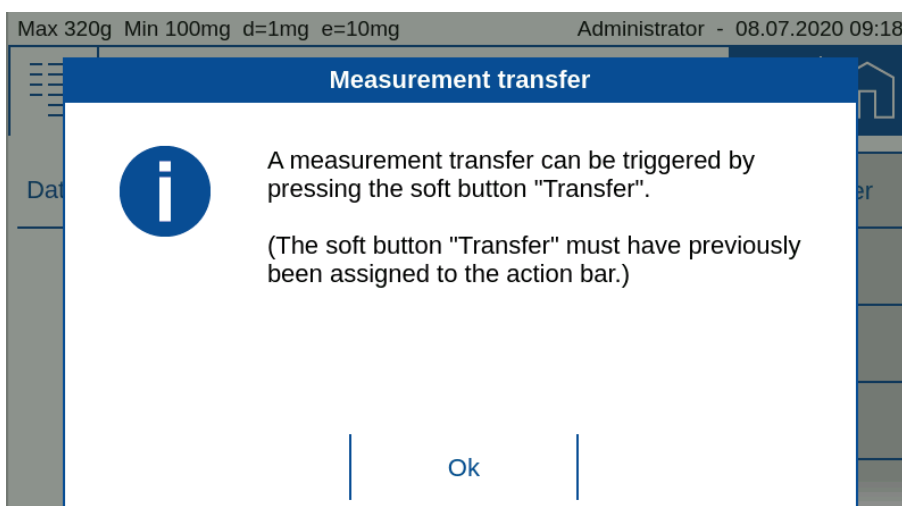 Max 320g Min 100mg d=1mg e=10mg Administrator - 08.07.2020 09:18
Measurement transfer
A measurement transfer can be triggered by
pressing the soft button "Transfer".
(The soft button "Transfer" must have previously
been assigned to the action bar.)
Dat
er
Ok